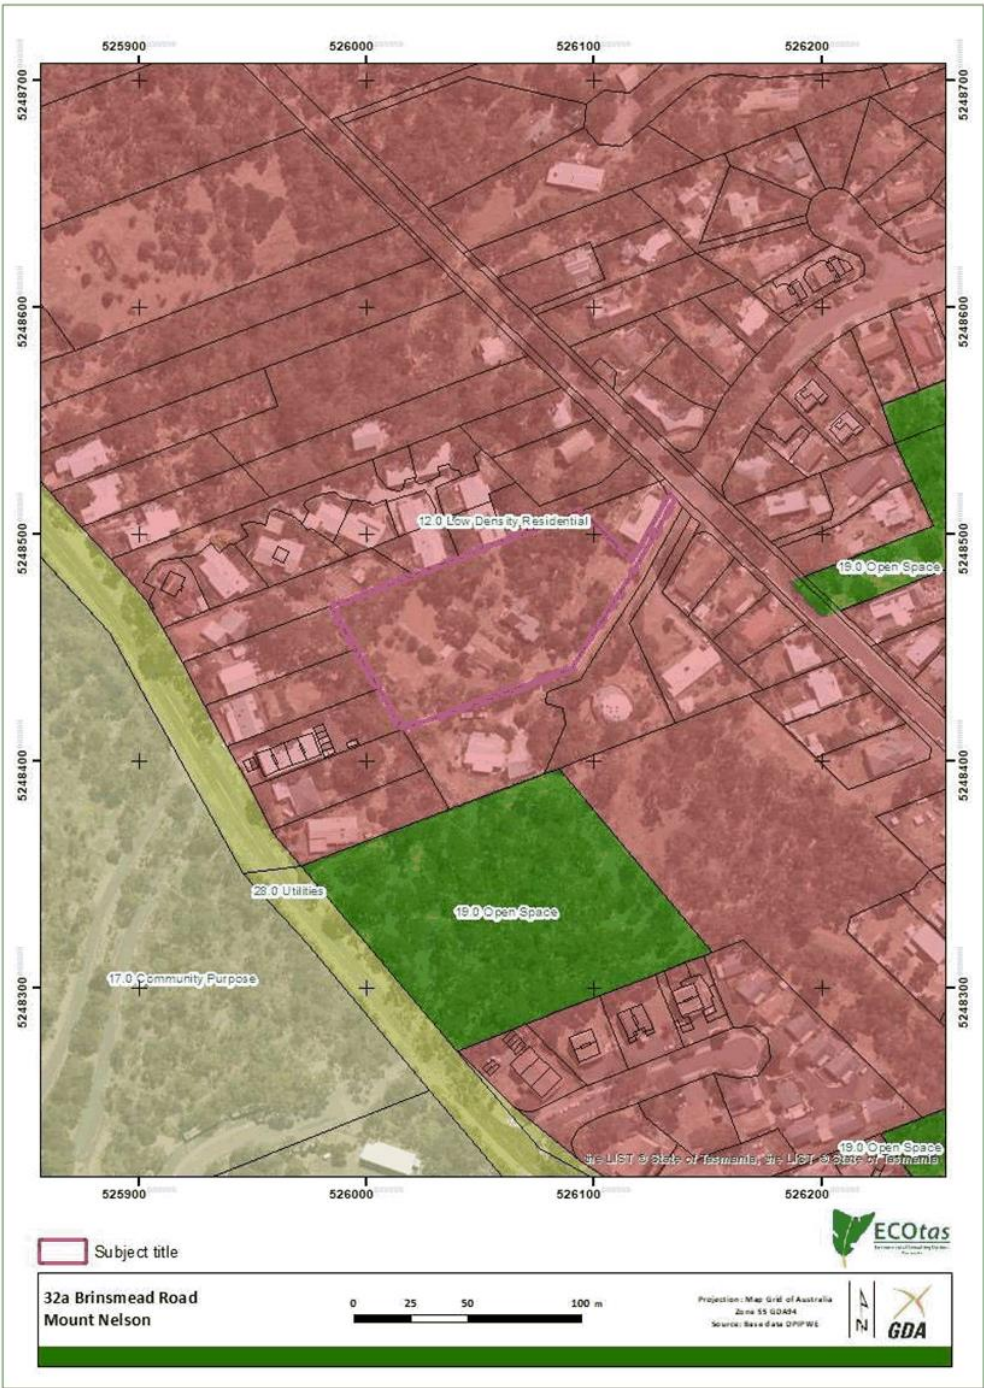 525900 526000 526100 526200
5248700 5248700
5248600 5248600
12.0 Low Density Residential
5248500 5248500
19.0 Open Space
5248400 5248400
28.0 Utilities
19.0 Open Space
17.0 Community Purpose
5248300 5248300
19.0 Open Space
the LIST © State of Tasmania, the LIST © State of Tasmania
525900 526000 526100 526200
Subject title
ECOtas
32a Brinsmead Road
Mount Nelson
0 25 50 100 m
Projection: Map Grid of Australia
Zone 55 GDA94
Source: Base data DPIPWE
N
GDA